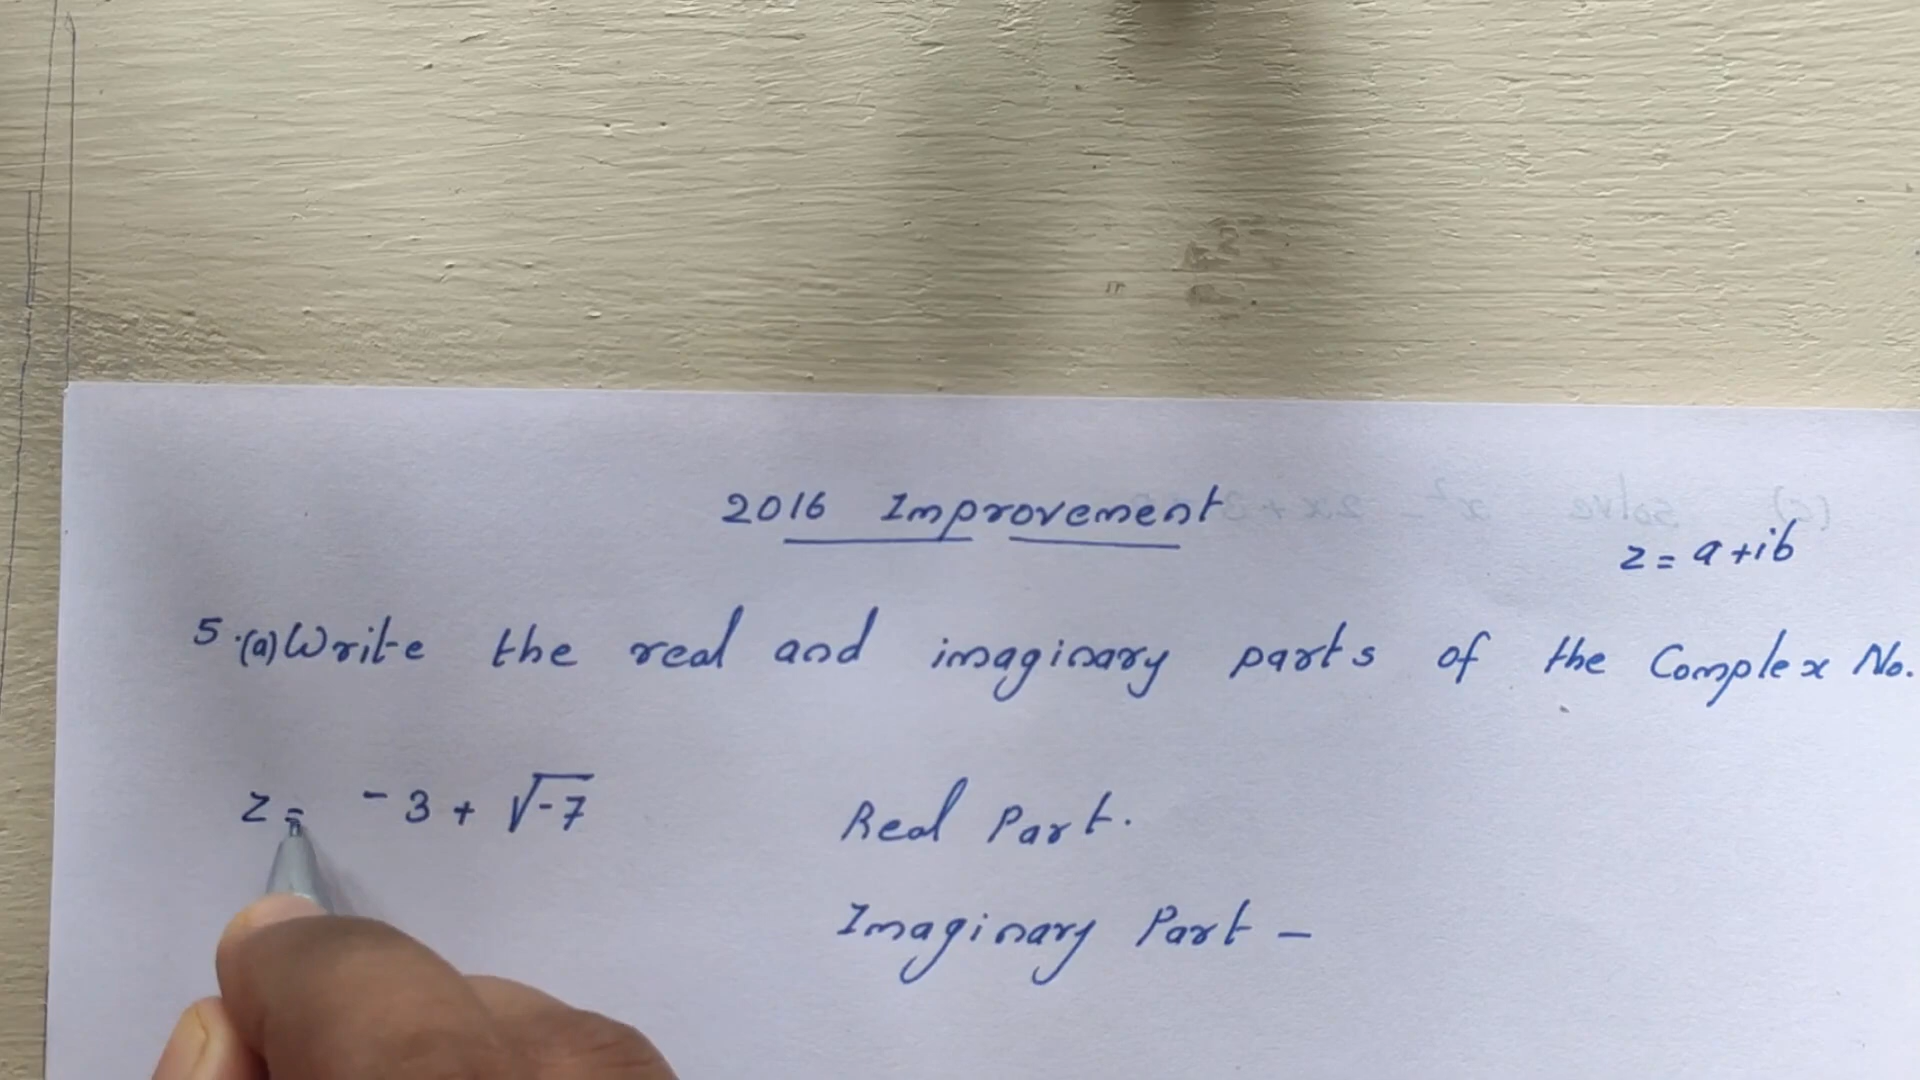 2016 Improvement
z = a + ib
5.(a) Write the real and imaginary parts of the Complex No.
z = -3 + √-7
Real Part.
Imaginary Part -